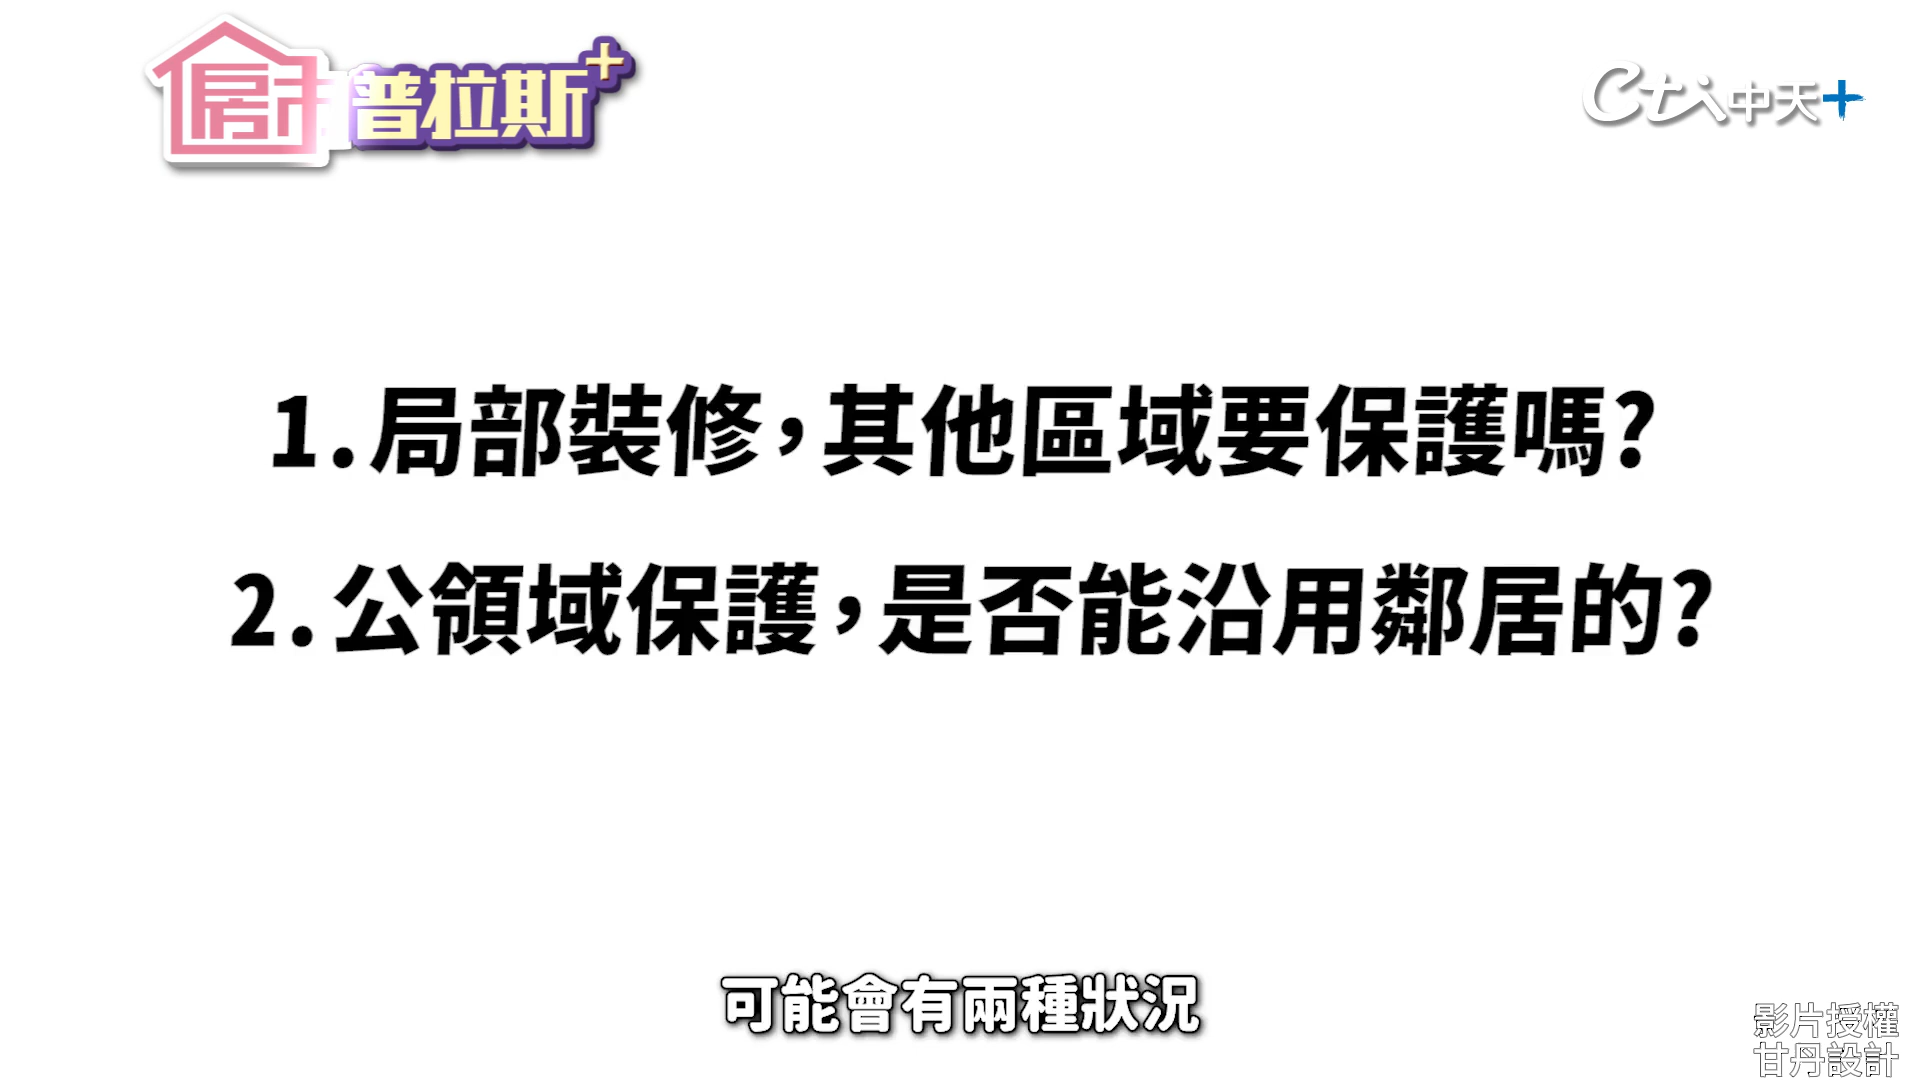 房市普拉斯+
cti中天+
1.局部裝修，其他區域要保護嗎?
2.公領域保護，是否能沿用鄰居的?
可能會有兩種狀況
影片授權
甘丹設計